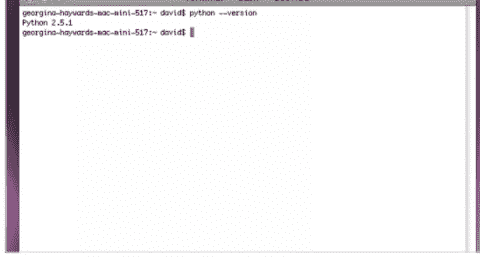 georgina-haywards-mac-mini-517:~ david$ python --version
Python 2.5.1
georgina-haywards-mac-mini-517:~ david$